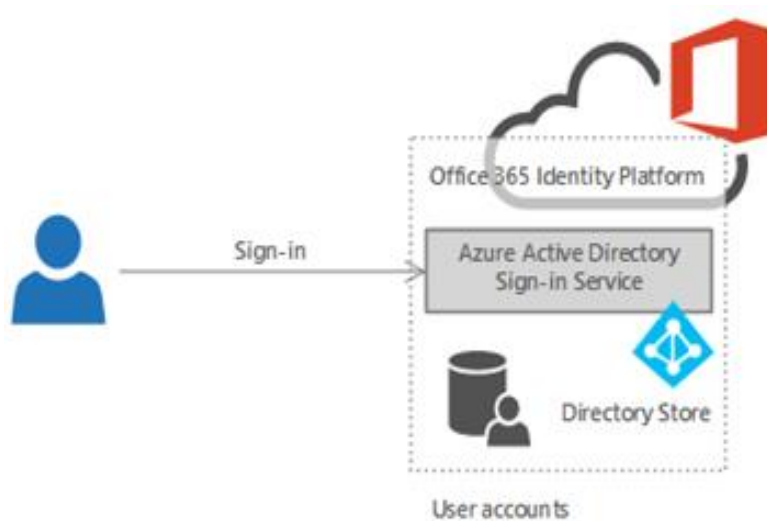 Office 365 Identity Platform
Sign-in
Azure Active Directory
Sign-in Service
Directory Store
User accounts